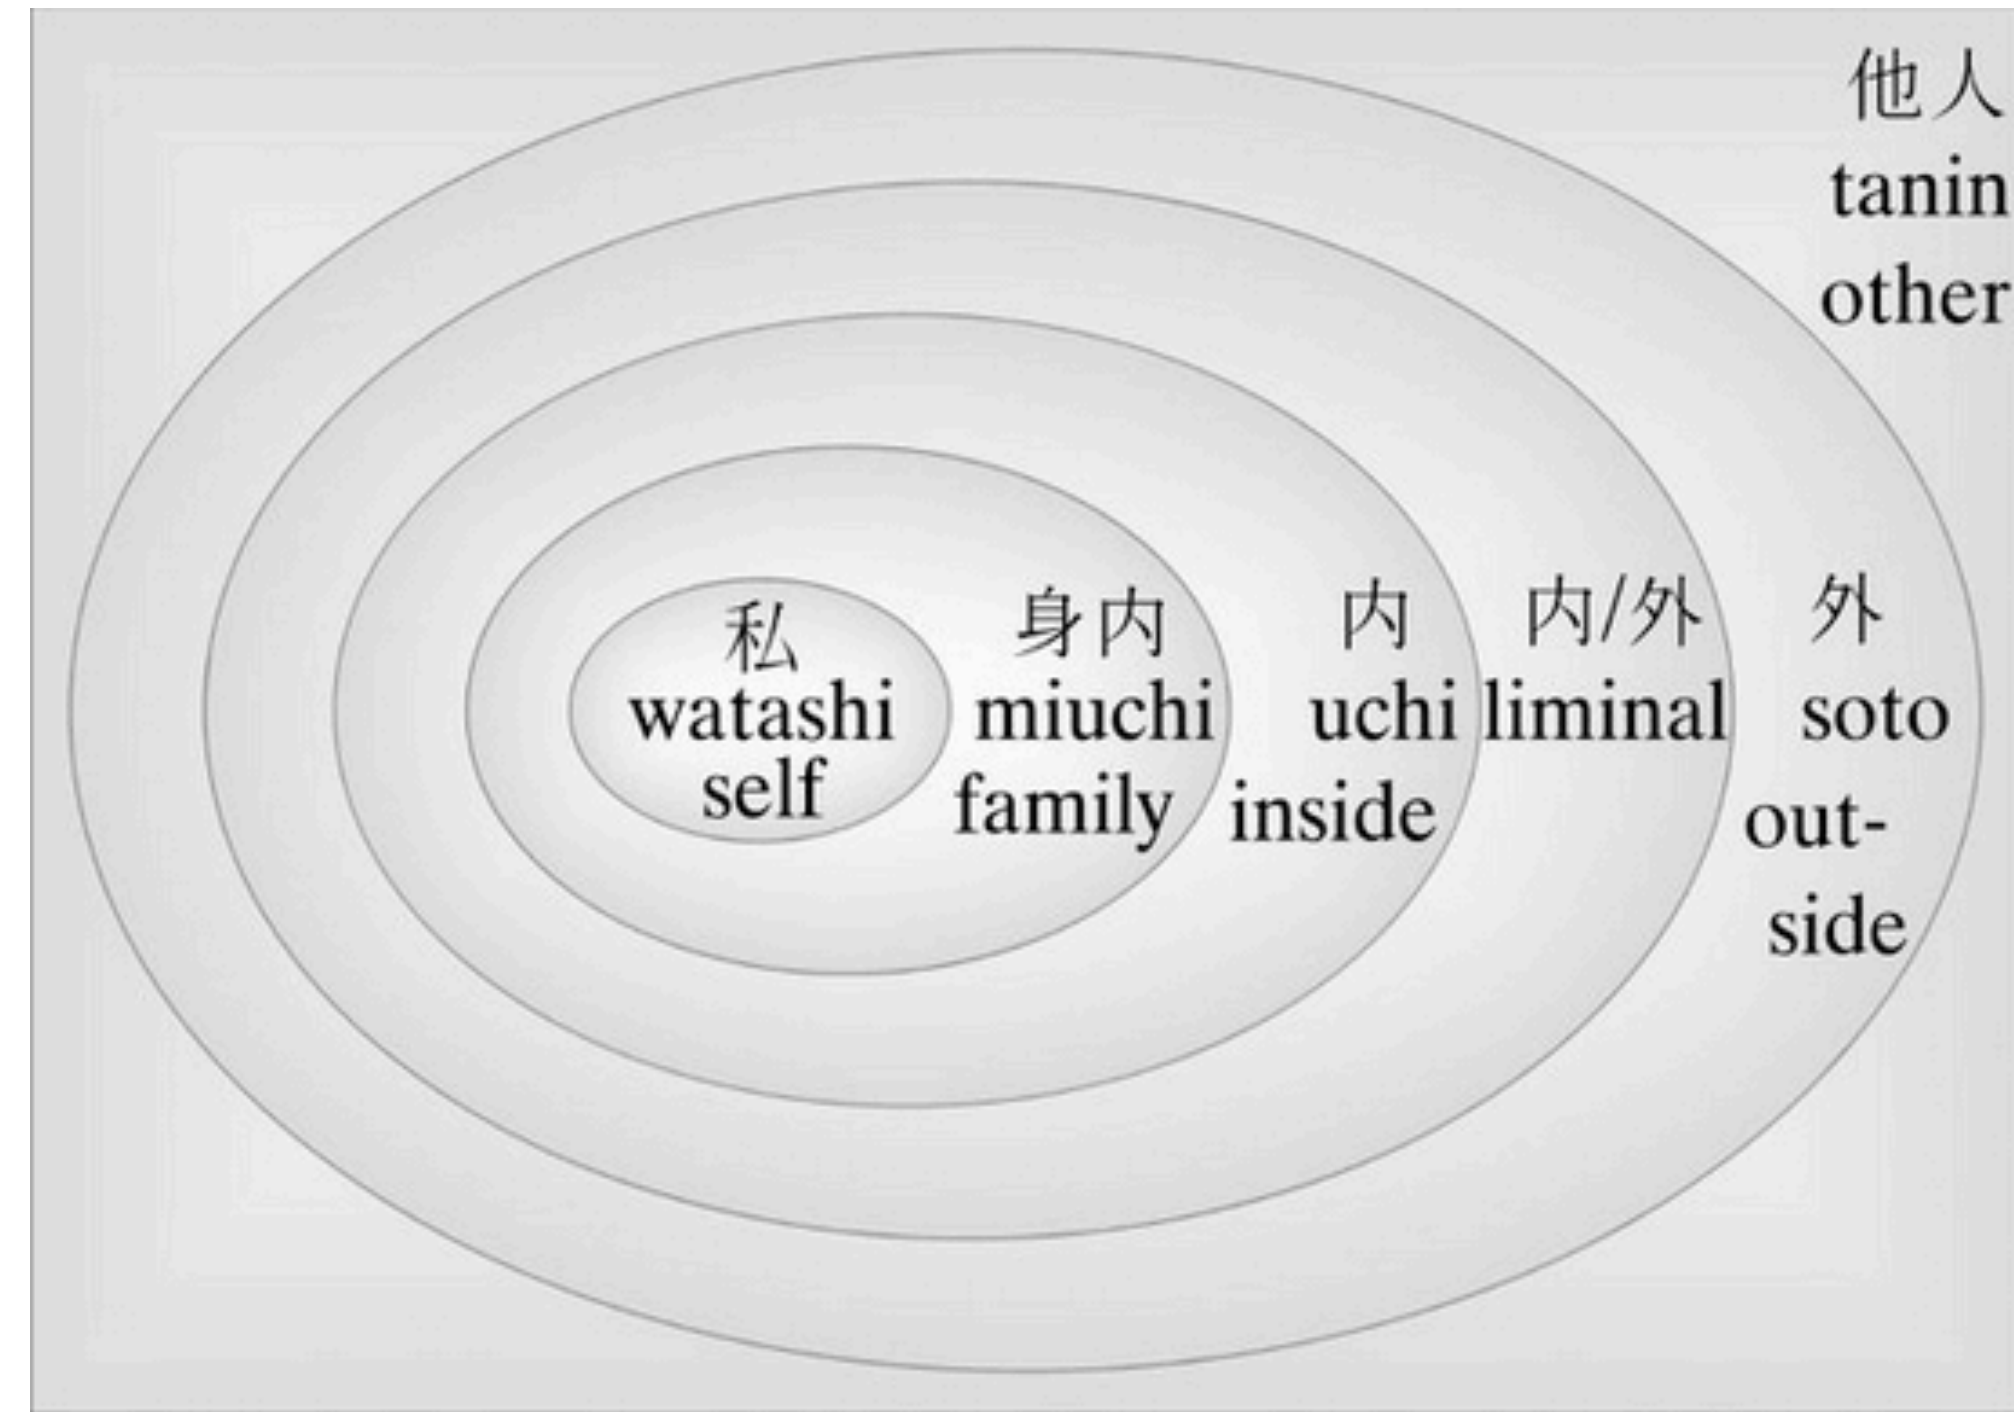 他人
tanin
other
私
watashi
self
身内
miuchi
family
内
uchi
inside
内/外
liminal
外
soto
out-
side